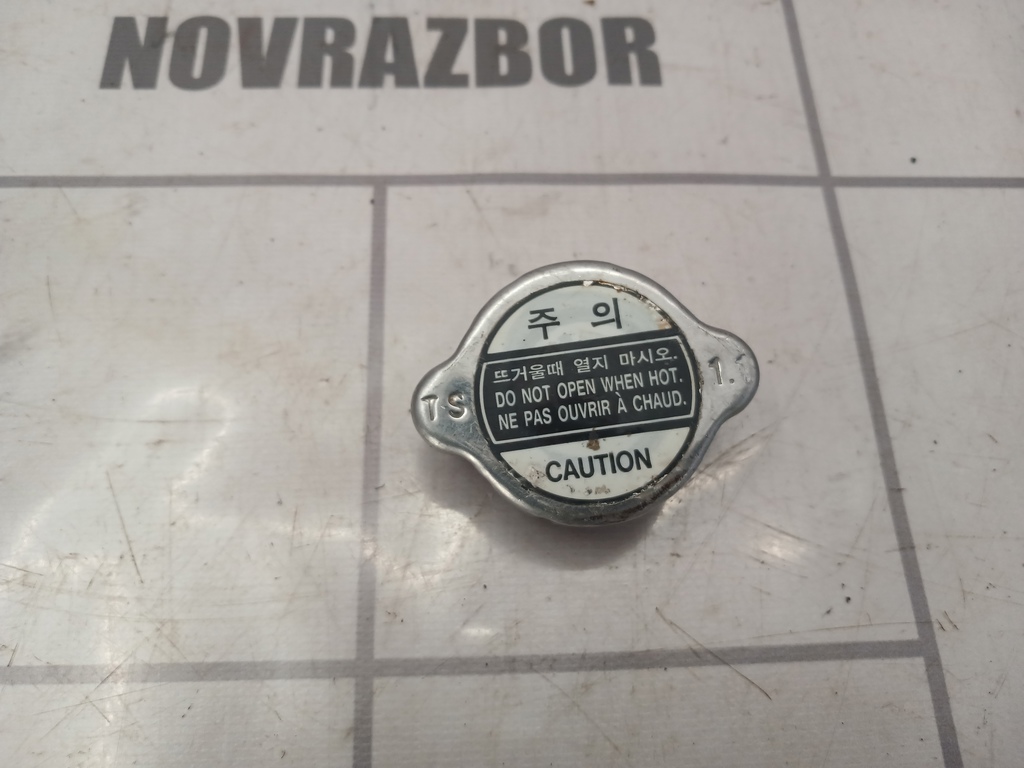 NOVRAZBOR
주 의
뜨거울때 열지 마시오.
DO NOT OPEN WHEN HOT.
NE PAS OUVRIR À CHAUD.
TS
1.
CAUTION